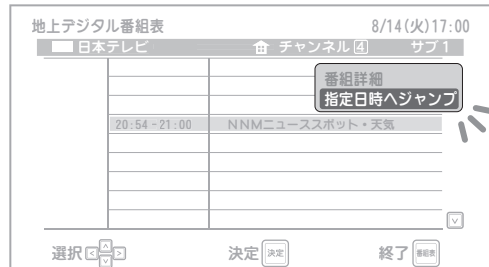 地上デジタル番組表 8/14(火)17:00
日本テレビ チャンネル4 サブ1
番組詳細
指定日時へジャンプ
20:54-21:00 NNMニューススポット・天気
選択 決定 決定 終了 番組表